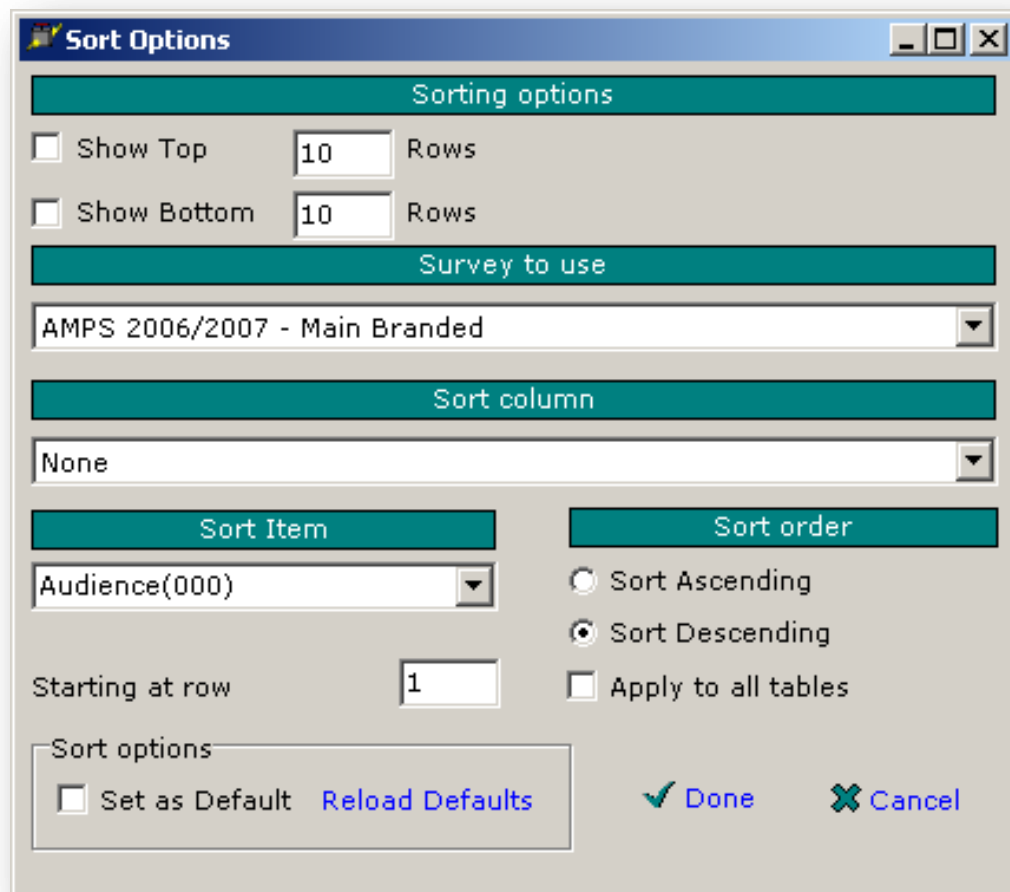 Sort Options
Sorting options
Show Top 10 Rows
Show Bottom 10 Rows
Survey to use
AMPS 2006/2007 - Main Branded
Sort column
None
Sort Item
Sort order
Audience(000)
Sort Ascending
Sort Descending
Starting at row 1
Apply to all tables
Sort options
Set as Default Reload Defaults
Done
Cancel